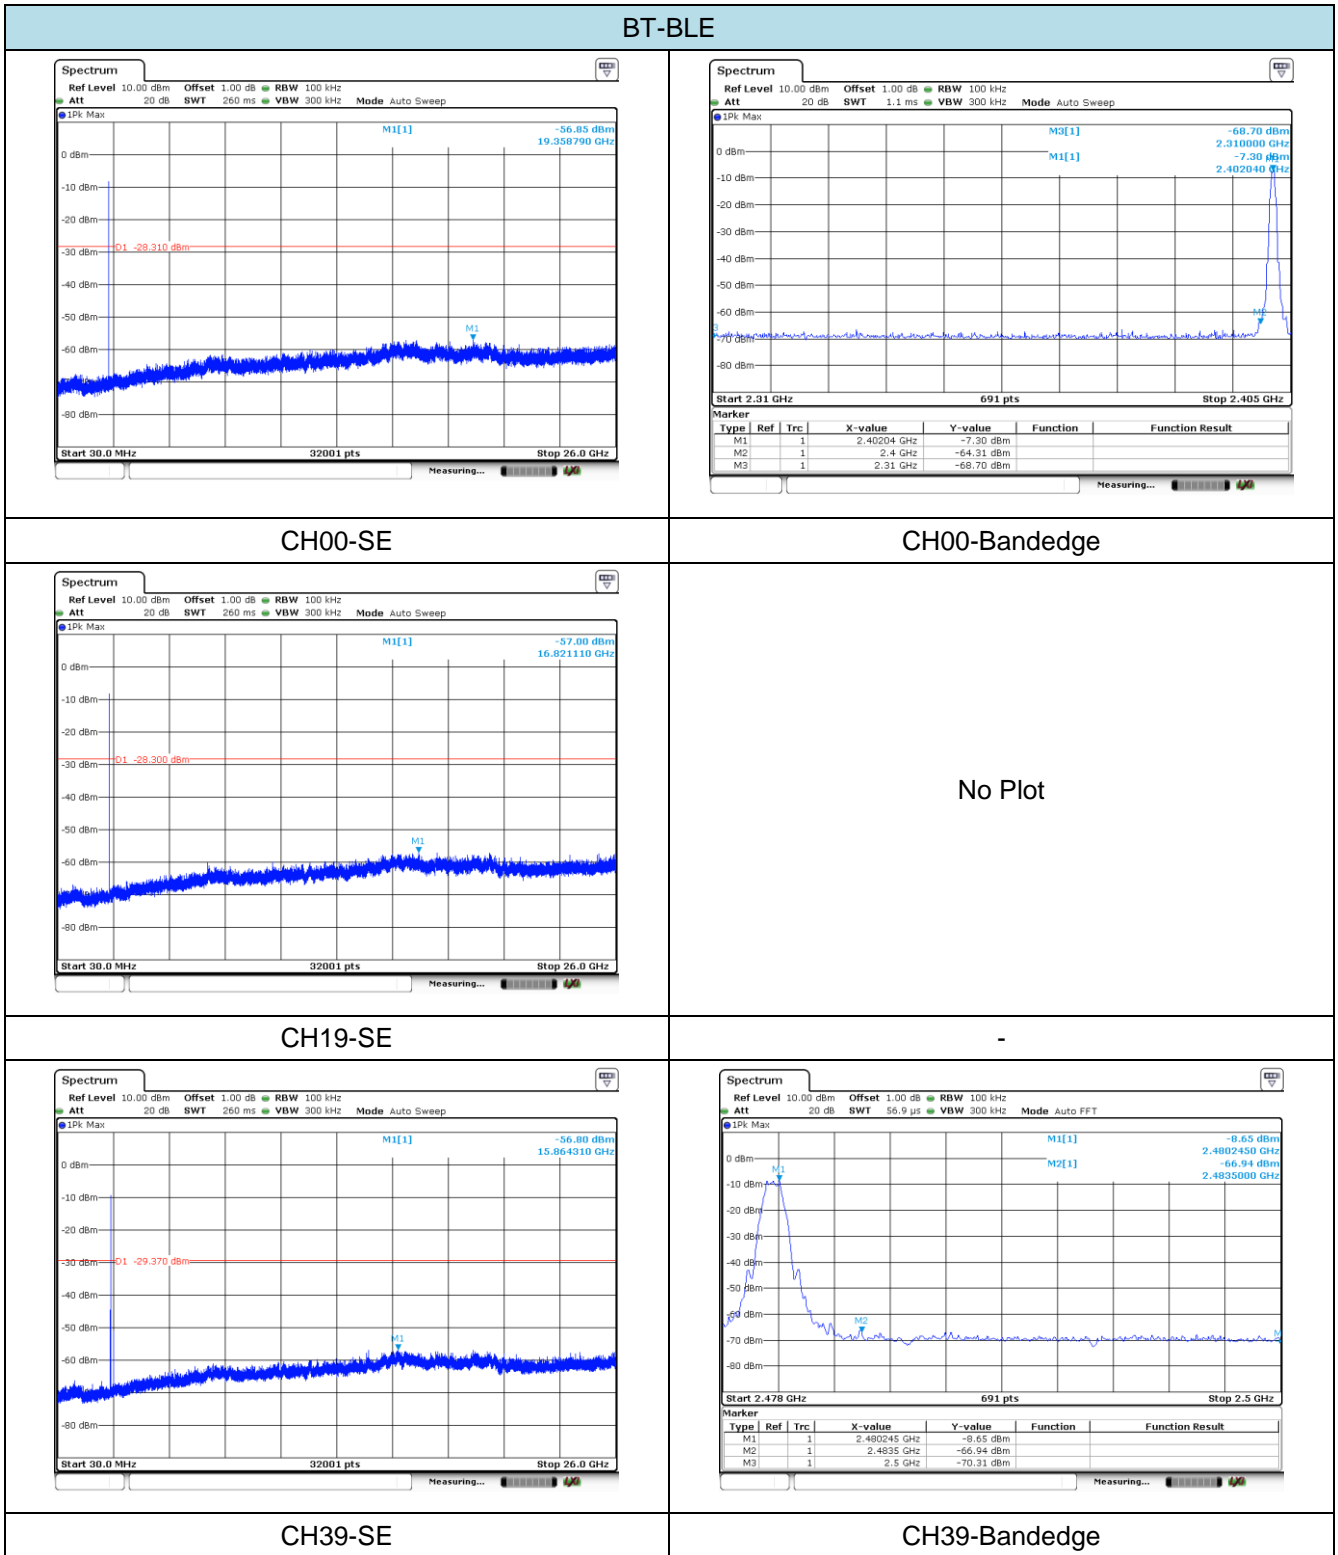 BT-BLE
Spectrum
Ref Level 10.00 dBm Offset 1.00 dB RBW 100 kHz
Att 20 dB SWT 260 ms VBW 300 kHz Mode Auto Sweep
1Pk Max
M1[1] -56.85 dBm
19.358790 GHz
0 dBm
-10 dBm
-20 dBm
D1 -28.310 dBm
-30 dBm
-40 dBm
-50 dBm
M1
-60 dBm
-80 dBm
Start 30.0 MHz 32001 pts Stop 26.0 GHz
Measuring...
Spectrum
Ref Level 10.00 dBm Offset 1.00 dB RBW 100 kHz
Att 20 dB SWT 1.1 ms VBW 300 kHz Mode Auto Sweep
1Pk Max
M3[1] -68.70 dBm
2.310000 GHz
0 dBm
M1[1] -7.30 dBm
2.402040 GHz
-10 dBm
-20 dBm
-30 dBm
-40 dBm
-50 dBm
-60 dBm
M2
-70 dBm
-80 dBm
Start 2.31 GHz 691 pts Stop 2.405 GHz
Marker
Type Ref Trc X-value Y-value Function Function Result
M1 1 2.40204 GHz -7.30 dBm
M2 1 2.4 GHz -64.31 dBm
M3 1 2.31 GHz -68.70 dBm
Measuring...
CH00-SE
CH00-Bandedge
Spectrum
Ref Level 10.00 dBm Offset 1.00 dB RBW 100 kHz
Att 20 dB SWT 260 ms VBW 300 kHz Mode Auto Sweep
1Pk Max
M1[1] -57.00 dBm
16.821110 GHz
0 dBm
-10 dBm
-20 dBm
D1 -28.300 dBm
-30 dBm
-40 dBm
-50 dBm
M1
-60 dBm
-80 dBm
Start 30.0 MHz 32001 pts Stop 26.0 GHz
Measuring...
No Plot
CH19-SE
-
Spectrum
Ref Level 10.00 dBm Offset 1.00 dB RBW 100 kHz
Att 20 dB SWT 260 ms VBW 300 kHz Mode Auto Sweep
1Pk Max
M1[1] -56.80 dBm
15.864310 GHz
0 dBm
-10 dBm
-20 dBm
-30 dBm D1 -29.370 dBm
-40 dBm
-50 dBm
M1
-60 dBm
-80 dBm
Start 30.0 MHz 32001 pts Stop 26.0 GHz
Measuring...
Spectrum
Ref Level 10.00 dBm Offset 1.00 dB RBW 100 kHz
Att 20 dB SWT 56.9 µs VBW 300 kHz Mode Auto FFT
1Pk Max
M1[1] -8.65 dBm
2.4802450 GHz
0 dBm
M2[1] -66.94 dBm
2.4835000 GHz
M1
-10 dBm
-20 dBm
-30 dBm
-40 dBm
-50 dBm
-60 dBm
M2
-70 dBm
-80 dBm
Start 2.478 GHz 691 pts Stop 2.5 GHz
Marker
Type Ref Trc X-value Y-value Function Function Result
M1 1 2.480245 GHz -8.65 dBm
M2 1 2.4835 GHz -66.94 dBm
M3 1 2.5 GHz -70.31 dBm
Measuring...
CH39-SE
CH39-Bandedge